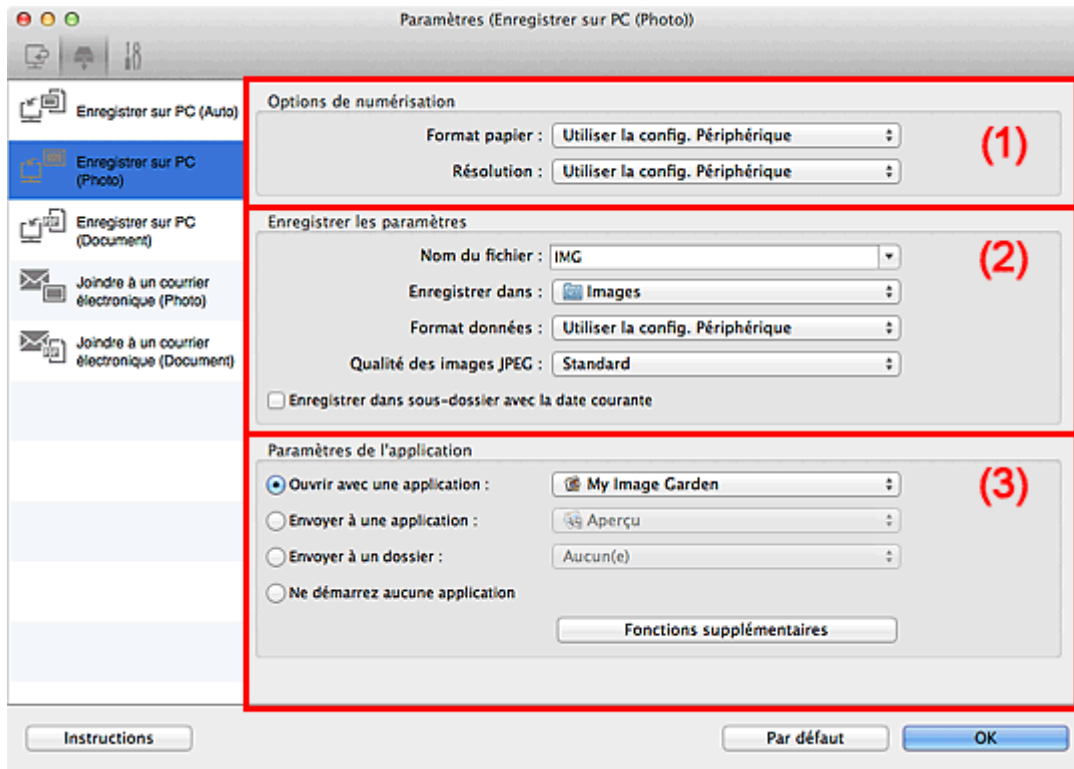 Paramètres (Enregistrer sur PC (Photo))
Enregistrer sur PC (Auto)
Enregistrer sur PC
(Photo)
Enregistrer sur PC
(Document)
Joindre à un courrier
électronique (Photo)
Joindre à un courrier
électronique (Document)
Options de numérisation
(1)
Format papier : Utiliser la config. Périphérique
Résolution : Utiliser la config. Périphérique
Enregistrer les paramètres
(2)
Nom du fichier : IMG
Enregistrer dans : Images
Format données : Utiliser la config. Périphérique
Qualité des images JPEG : Standard
Enregistrer dans sous-dossier avec la date courante
Paramètres de l'application
(3)
Ouvrir avec une application : My Image Garden
Envoyer à une application : Aperçu
Envoyer à un dossier : Aucun(e)
Ne démarrez aucune application
Fonctions supplémentaires
Instructions
Par défaut
OK